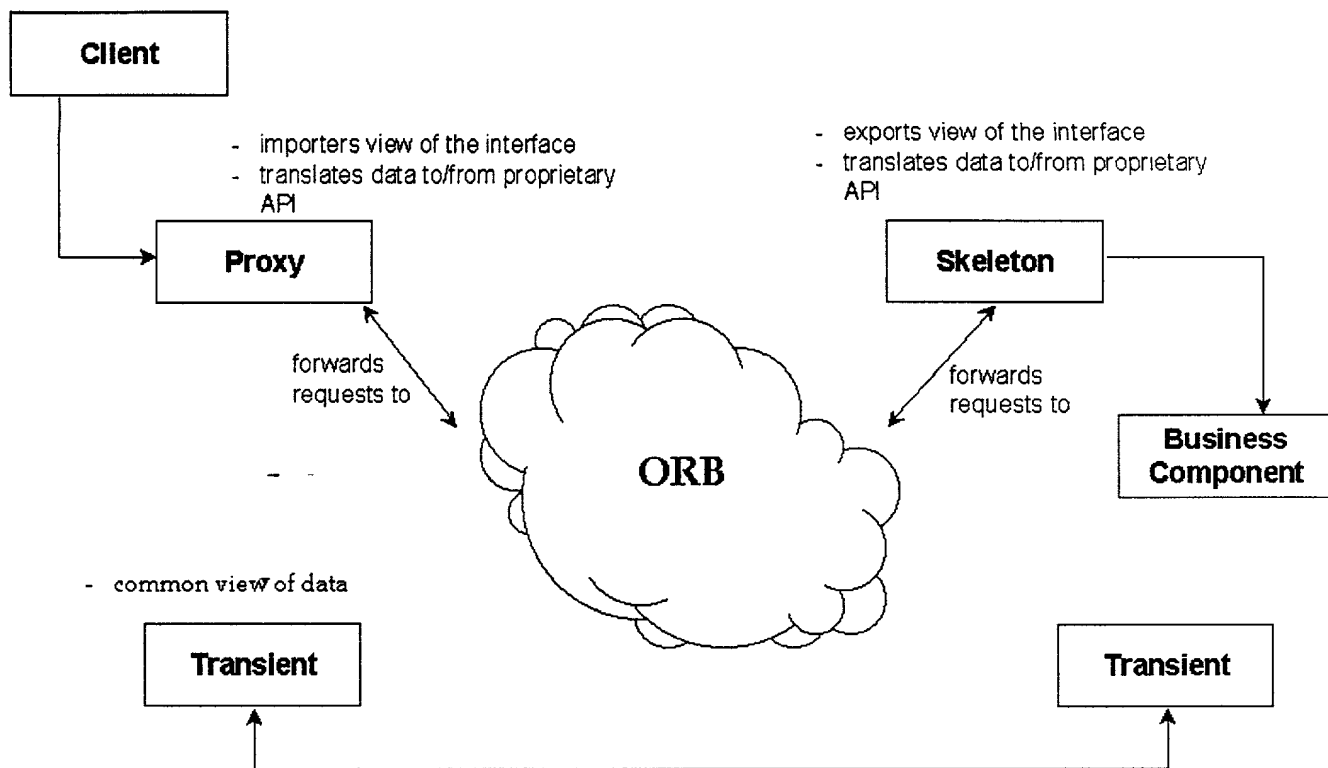 Client
- importers view of the interface
- translates data to/from proprietary
API
- exports view of the interface
- translates data to/from proprietary
API
Proxy
Skeleton
forwards
requests to
forwards
requests to
ORB
Business
Component
- common view of data
Transient
Transient